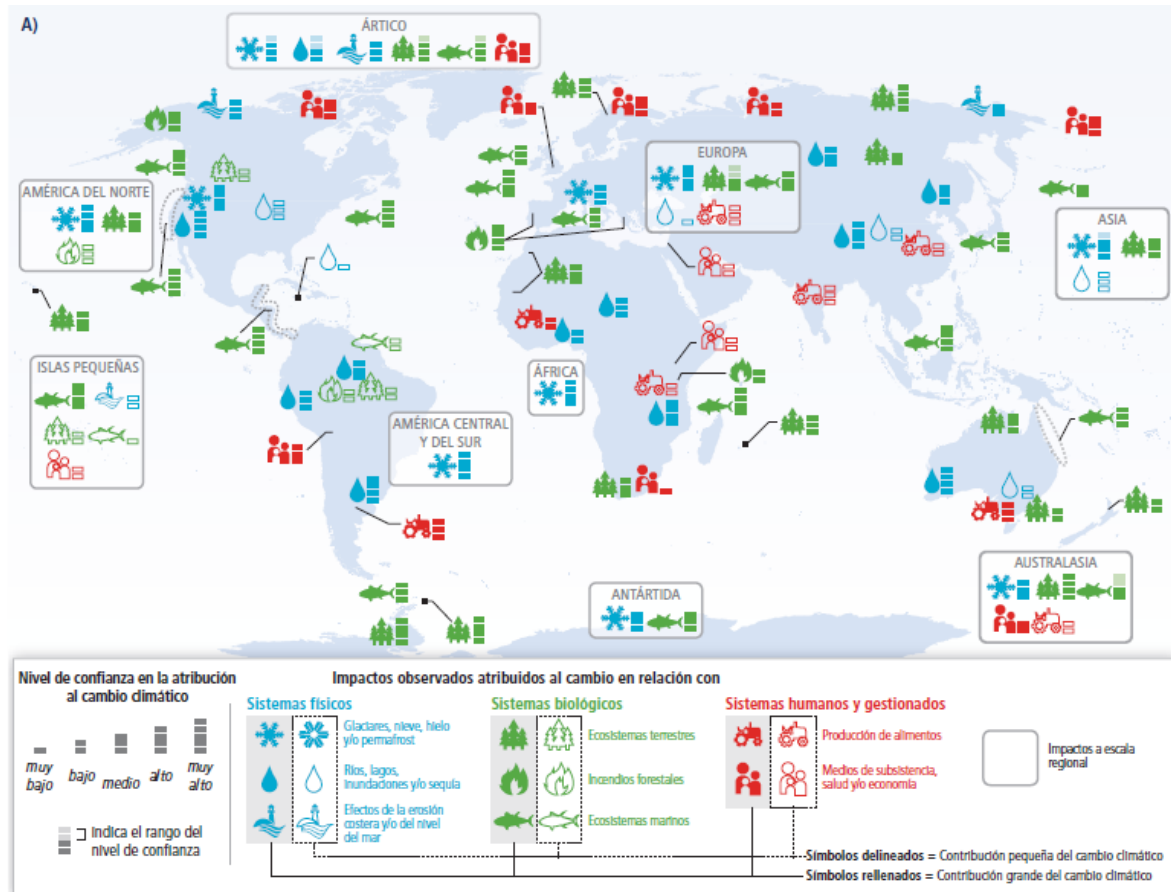 A)
ÁRTICO
EUROPA
AMÉRICA DEL NORTE
ASIA
ISLAS PEQUEÑAS
ÁFRICA
AMÉRICA CENTRAL
Y DEL SUR
ANTÁRTIDA
AUSTRALASIA
Nivel de confianza en la atribución
al cambio climático
muy
bajo
bajo
medio
alto
muy
alto
indica el rango del
nivel de confianza
Impactos observados atribuidos al cambio en relación con
Sistemas físicos
Glaciares, nieve, hielo
y/o permafrost
Ríos, lagos,
inundaciones y/o sequía
Efectos de la erosión
costera y/o del nivel
del mar
Sistemas biológicos
Ecosistemas terrestres
Incendios forestales
Ecosistemas marinos
Sistemas humanos y gestionados
Producción de alimentos
Medios de subsistencia,
salud y/o economía
Impactos a escala
regional
Símbolos delineados = Contribución pequeña del cambio climático
Símbolos rellenados = Contribución grande del cambio climático